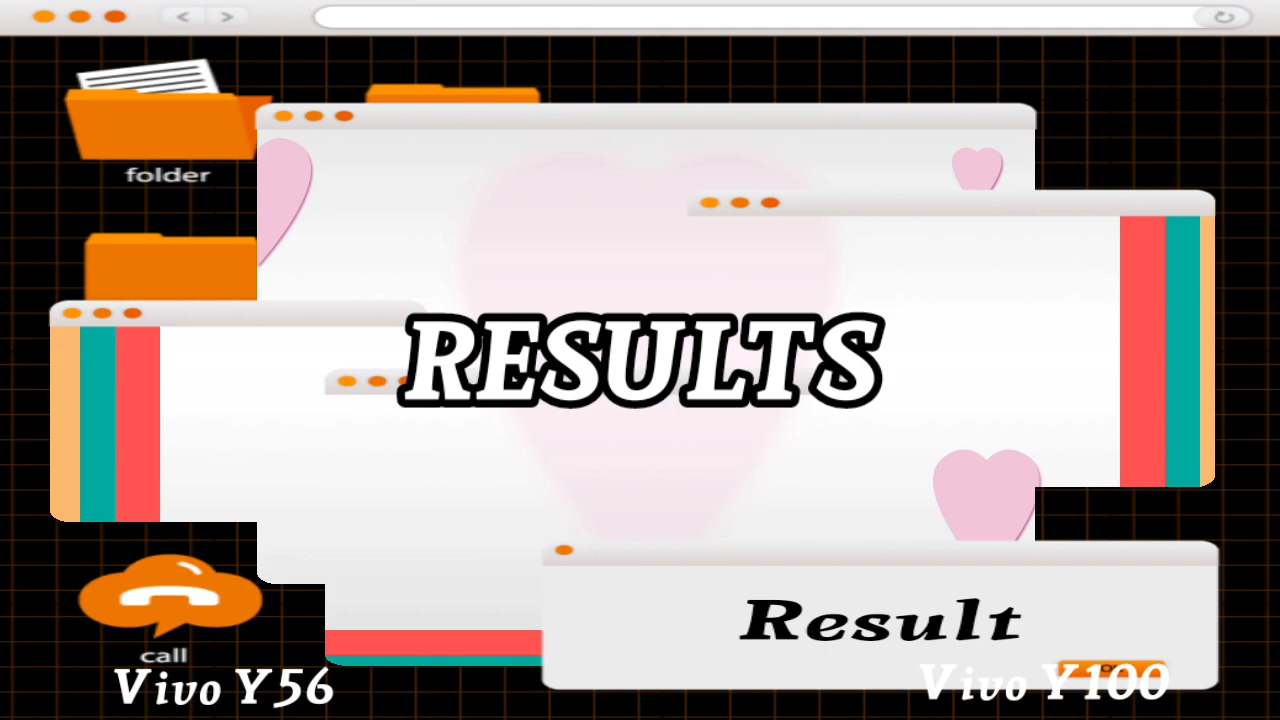 folder
RESULTS
Result
call
Vivo Y56
Vivo Y100